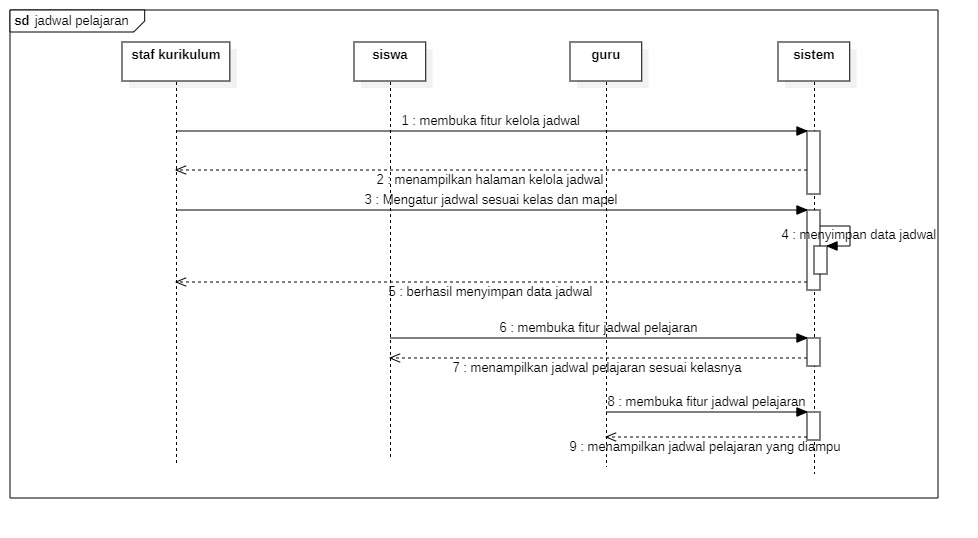 sd jadwal pelajaran
staf kurikulum
siswa
guru
sistem
1 : membuka fitur kelola jadwal
2 : menampilkan halaman kelola jadwal
3 : Mengatur jadwal sesuai kelas dan mapel
4 : menyimpan data jadwal
5 : berhasil menyimpan data jadwal
6 : membuka fitur jadwal pelajaran
7 : menampilkan jadwal pelajaran sesuai kelasnya
8 : membuka fitur jadwal pelajaran
9 : menampilkan jadwal pelajaran yang diampu